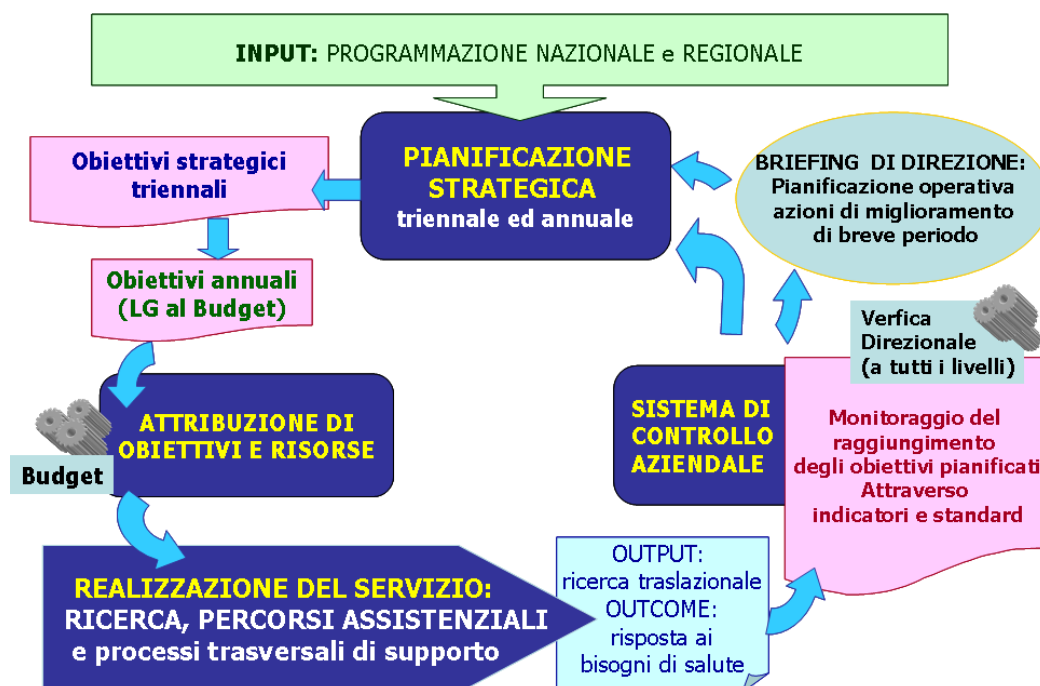 INPUT: PROGRAMMAZIONE NAZIONALE e REGIONALE
PIANIFICAZIONE
STRATEGICA
triennale ed annuale
Obiettivi strategici
triennali
Obiettivi annuali
(LG al Budget)
BRIEFING DI DIREZIONE:
Pianificazione operativa
azioni di miglioramento
di breve periodo
Verfica
Direzionale
(a tutti i livelli)
ATTRIBUZIONE DI
OBIETTIVI E RISORSE
Budget
SISTEMA DI
CONTROLLO
AZIENDALE
Monitoraggio del
raggiungimento
degli obiettivi pianificati
Attraverso
indicatori e standard
REALIZZAZIONE DEL SERVIZIO:
RICERCA, PERCORSI ASSISTENZIALI
e processi trasversali di supporto
OUTPUT:
ricerca traslazionale
OUTCOME:
risposta ai
bisogni di salute